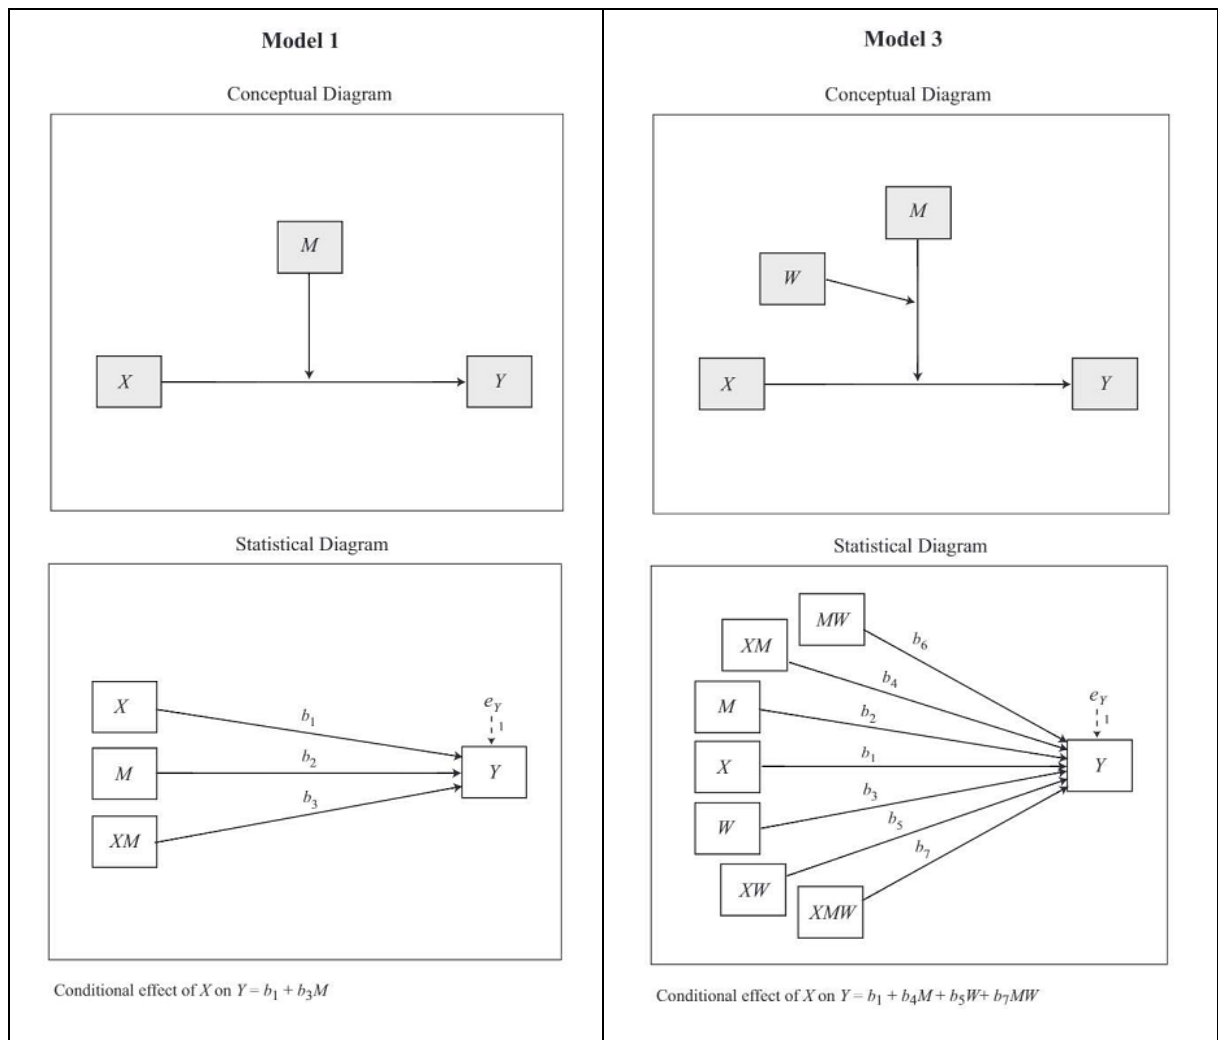 Model 1
Conceptual Diagram
M
X
Y
Statistical Diagram
X
M
XM
b₁
b₂
b₃
e_Y
1
Y
Conditional effect of X on Y = b₁ + b₃M
Model 3
Conceptual Diagram
M
W
X
Y
Statistical Diagram
MW
XM
M
X
W
XW
XMW
b₆
b₄
b₂
b₁
b₃
b₅
b₇
e_Y
1
Y
Conditional effect of X on Y = b₁ + b₄M + b₅W+ b₇MW